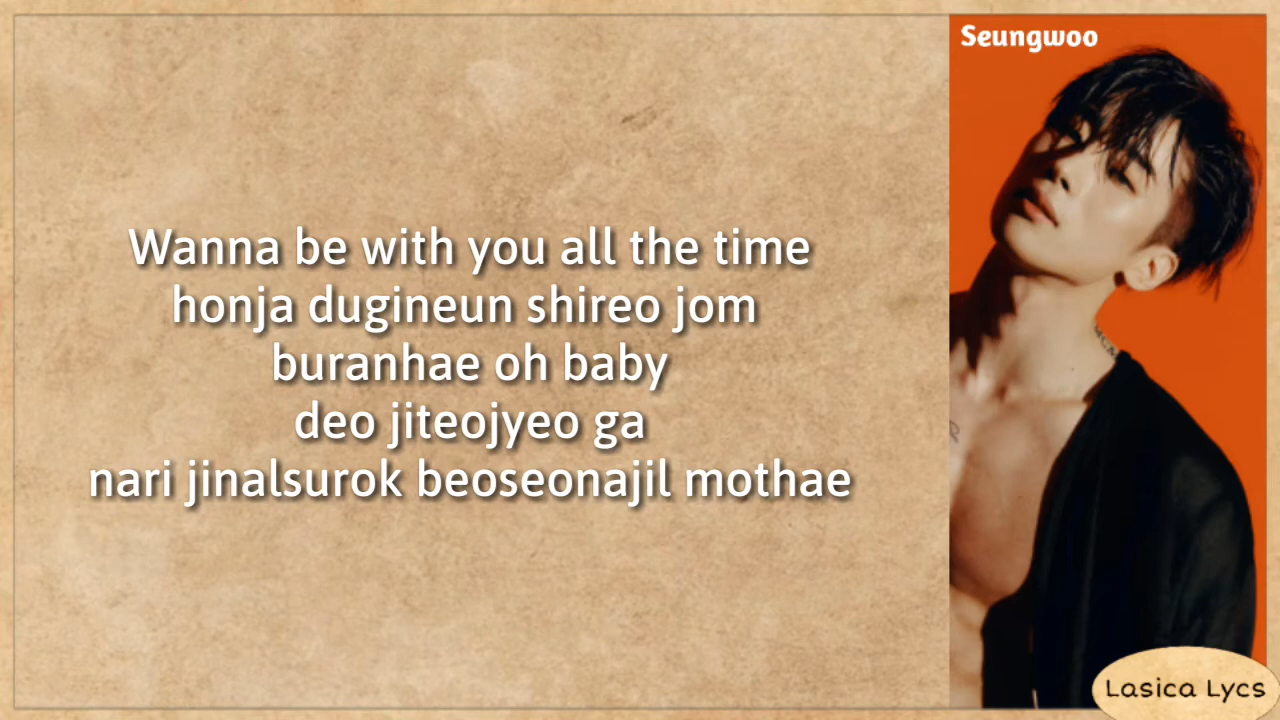 Seungwoo
Wanna be with you all the time
honja dugineun shireo jom
buranhae oh baby
deo jiteojyeo ga
nari jinalsurok beoseonajil mothae
Lasica Lycs